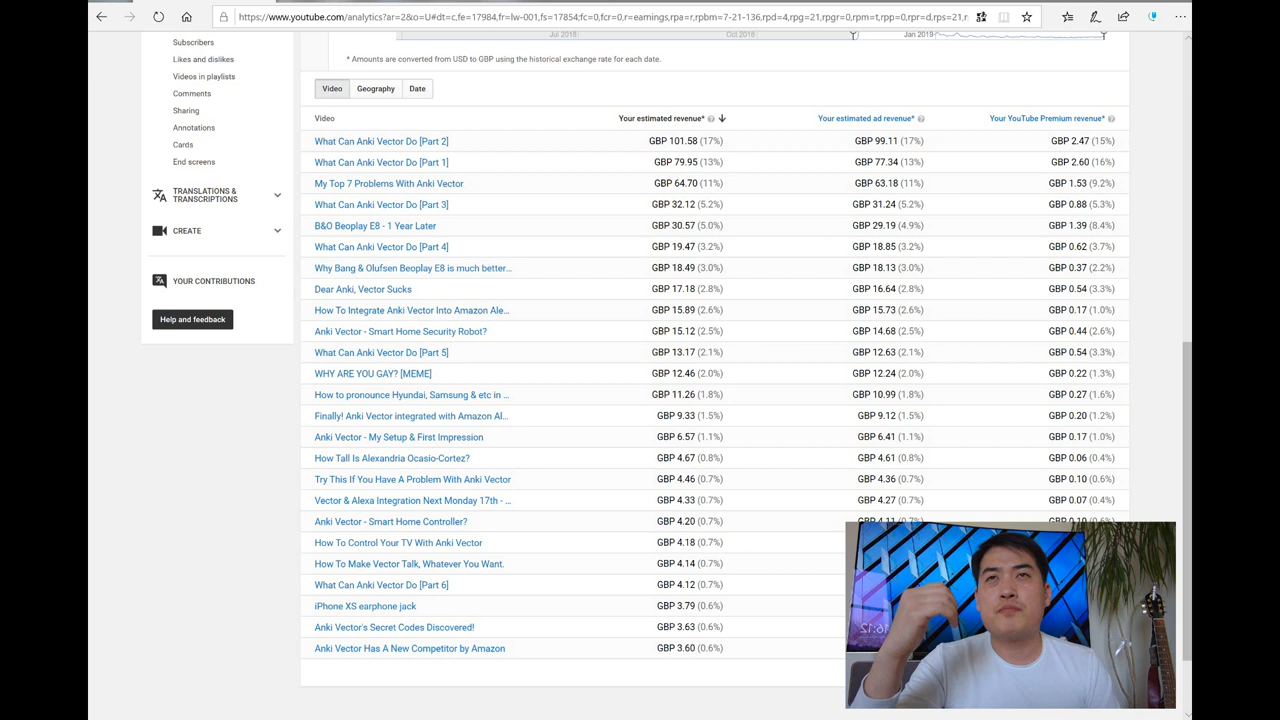 https://www.youtube.com/analytics?ar=2&o=U#dt=c,fe=17984,fr=lw-001,fs=17854;fc=0,fcr=0,r=earnings,rpa=r,rpbm=7-21-136,rpd=4,rpg=21,rpgr=0,rpm=t,rpp=0,rpr=d,rps=21,r
Subscribers
Likes and dislikes
Videos in playlists
Comments
Sharing
Annotations
Cards
End screens
TRANSLATIONS &
TRANSCRIPTIONS
CREATE
YOUR CONTRIBUTIONS
Help and feedback
Jul 2018 Oct 2018 Jan 2019
* Amounts are converted from USD to GBP using the historical exchange rate for each date.
Video Geography Date
Video Your estimated revenue* Your estimated ad revenue* Your YouTube Premium revenue*
What Can Anki Vector Do [Part 2] GBP 101.58 (17%) GBP 99.11 (17%) GBP 2.47 (15%)
What Can Anki Vector Do [Part 1] GBP 79.95 (13%) GBP 77.34 (13%) GBP 2.60 (16%)
My Top 7 Problems With Anki Vector GBP 64.70 (11%) GBP 63.18 (11%) GBP 1.53 (9.2%)
What Can Anki Vector Do [Part 3] GBP 32.12 (5.2%) GBP 31.24 (5.2%) GBP 0.88 (5.3%)
B&O Beoplay E8 - 1 Year Later GBP 30.57 (5.0%) GBP 29.19 (4.9%) GBP 1.39 (8.4%)
What Can Anki Vector Do [Part 4] GBP 19.47 (3.2%) GBP 18.85 (3.2%) GBP 0.62 (3.7%)
Why Bang & Olufsen Beoplay E8 is much better... GBP 18.49 (3.0%) GBP 18.13 (3.0%) GBP 0.37 (2.2%)
Dear Anki, Vector Sucks GBP 17.18 (2.8%) GBP 16.64 (2.8%) GBP 0.54 (3.3%)
How To Integrate Anki Vector Into Amazon Ale... GBP 15.89 (2.6%) GBP 15.73 (2.6%) GBP 0.17 (1.0%)
Anki Vector - Smart Home Security Robot? GBP 15.12 (2.5%) GBP 14.68 (2.5%) GBP 0.44 (2.6%)
What Can Anki Vector Do [Part 5] GBP 13.17 (2.1%) GBP 12.63 (2.1%) GBP 0.54 (3.3%)
WHY ARE YOU GAY? [MEME] GBP 12.46 (2.0%) GBP 12.24 (2.0%) GBP 0.22 (1.3%)
How to pronounce Hyundai, Samsung & etc in ... GBP 11.26 (1.8%) GBP 10.99 (1.8%) GBP 0.27 (1.6%)
Finally! Anki Vector integrated with Amazon Al... GBP 9.33 (1.5%) GBP 9.12 (1.5%) GBP 0.20 (1.2%)
Anki Vector - My Setup & First Impression GBP 6.57 (1.1%) GBP 6.41 (1.1%) GBP 0.17 (1.0%)
How Tall Is Alexandria Ocasio-Cortez? GBP 4.67 (0.8%) GBP 4.61 (0.8%) GBP 0.06 (0.4%)
Try This If You Have A Problem With Anki Vector GBP 4.46 (0.7%) GBP 4.36 (0.7%) GBP 0.10 (0.6%)
Vector & Alexa Integration Next Monday 17th - ... GBP 4.33 (0.7%) GBP 4.27 (0.7%) GBP 0.07 (0.4%)
Anki Vector - Smart Home Controller? GBP 4.20 (0.7%) GBP 4.11 (0.7%) GBP 0.10 (0.6%)
How To Control Your TV With Anki Vector GBP 4.18 (0.7%)
How To Make Vector Talk, Whatever You Want. GBP 4.14 (0.7%)
What Can Anki Vector Do [Part 6] GBP 4.12 (0.7%)
iPhone XS earphone jack GBP 3.79 (0.6%)
Anki Vector's Secret Codes Discovered! GBP 3.63 (0.6%)
Anki Vector Has A New Competitor by Amazon GBP 3.60 (0.6%)
16:12